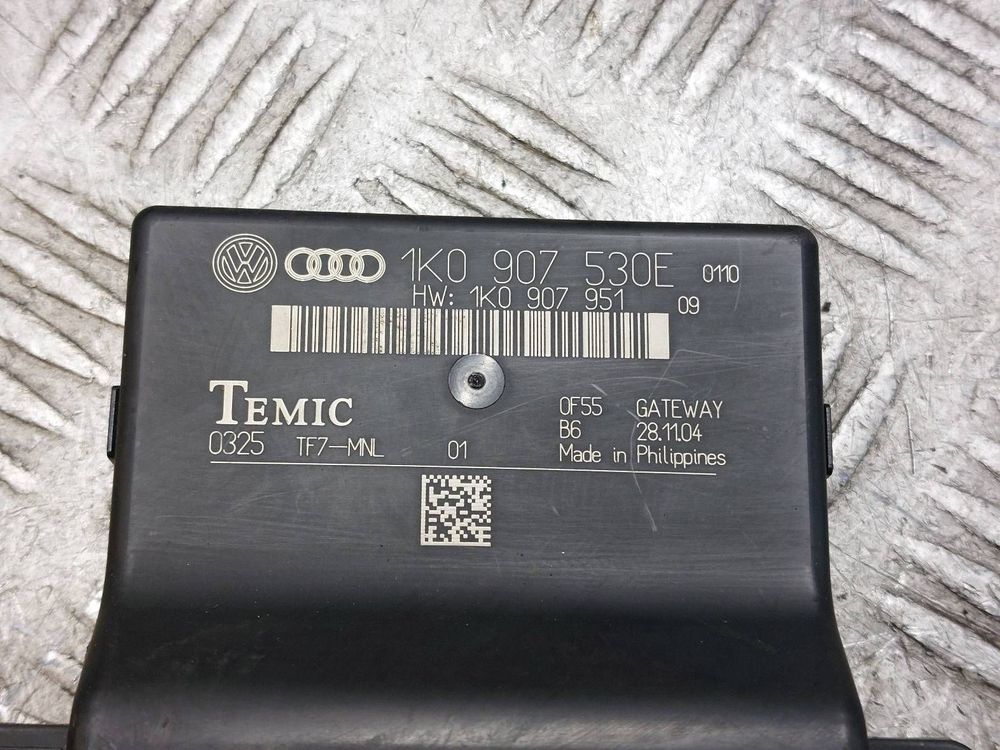 1K0 907 530E 0110
HW: 1K0 907 951 09
TEMIC
0325 TF7-MNL 01
0F55 GATEWAY
B6 28.11.04
Made in Philippines